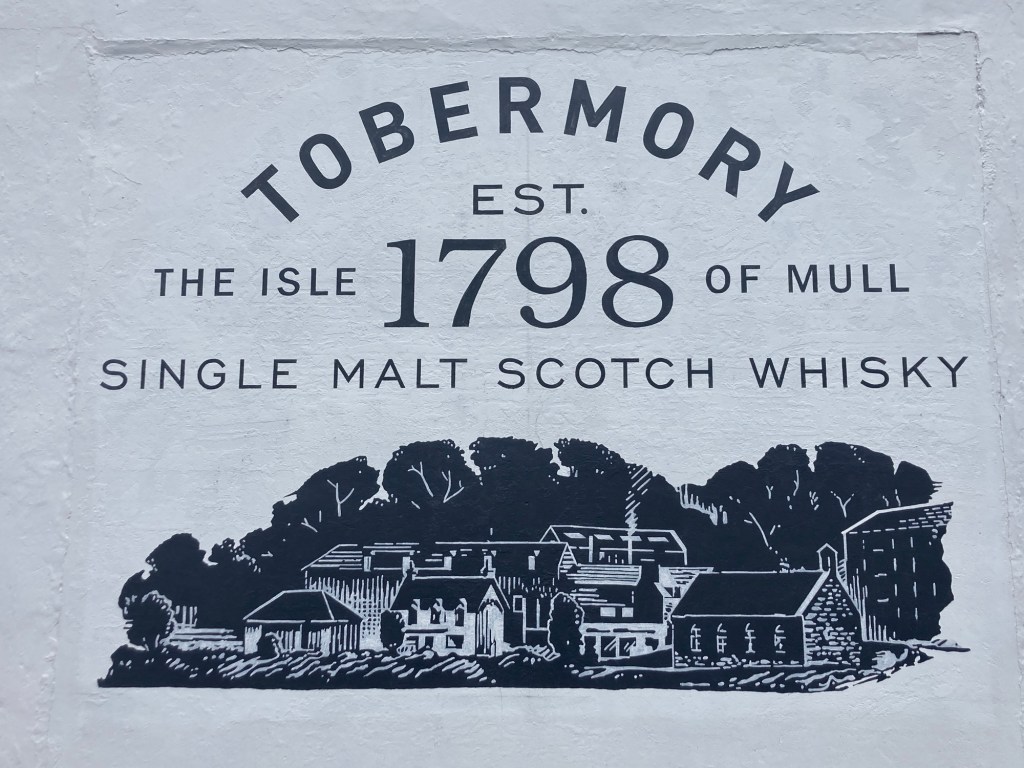 TOBERMORY
EST.
THE ISLE 1798 OF MULL
SINGLE MALT SCOTCH WHISKY